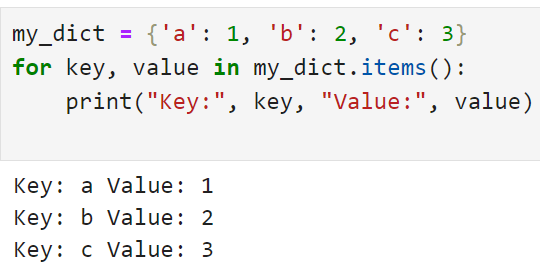 my_dict = {'a': 1, 'b': 2, 'c': 3}
for key, value in my_dict.items():
    print("Key:", key, "Value:", value)
Key: a Value: 1
Key: b Value: 2
Key: c Value: 3